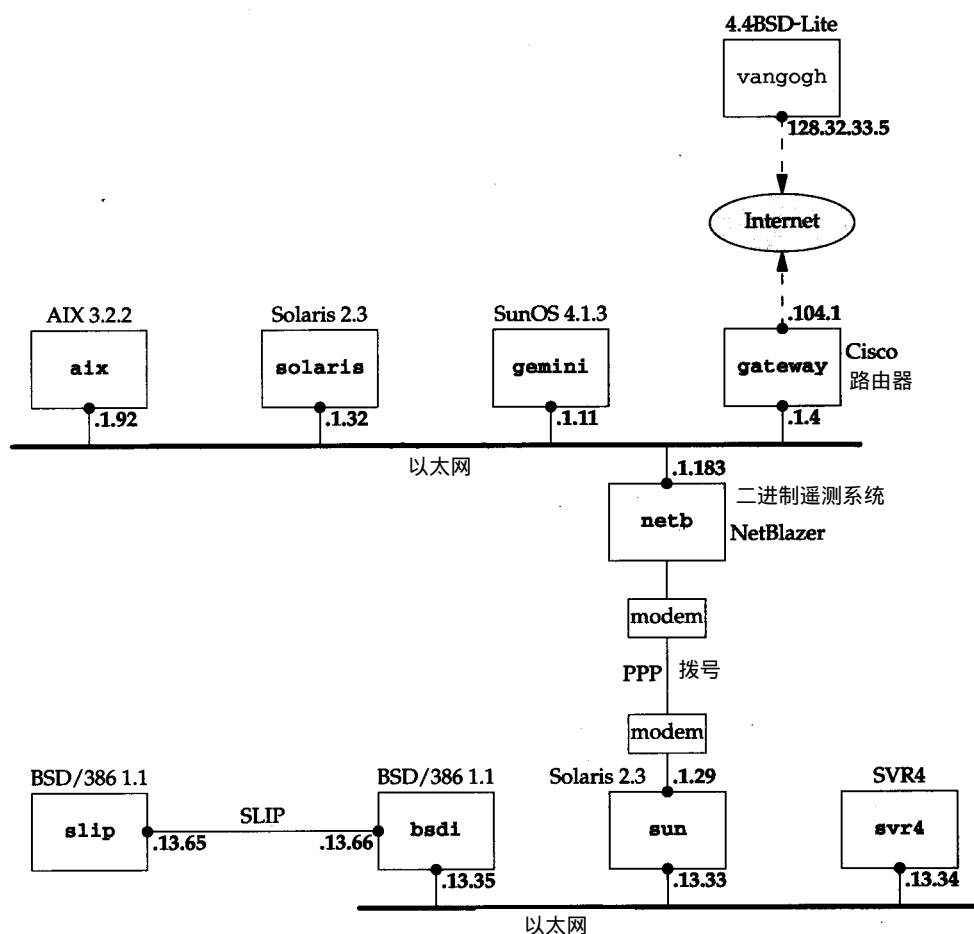 4.4BSD-Lite
vangogh
128.32.33.5
Internet
AIX 3.2.2
Solaris 2.3
SunOS 4.1.3
.104.1
aix
solaris
gemini
gateway
Cisco
路由器
.1.92
.1.32
.1.11
.1.4
以太网
.1.183
二进制遥测系统
netb
NetBlazer
modem
PPP 拨号
modem
BSD/386 1.1
BSD/386 1.1
Solaris 2.3
.1.29
SVR4
slip
SLIP
bsdi
sun
svr4
.13.65
.13.66
.13.35
.13.33
.13.34
以太网